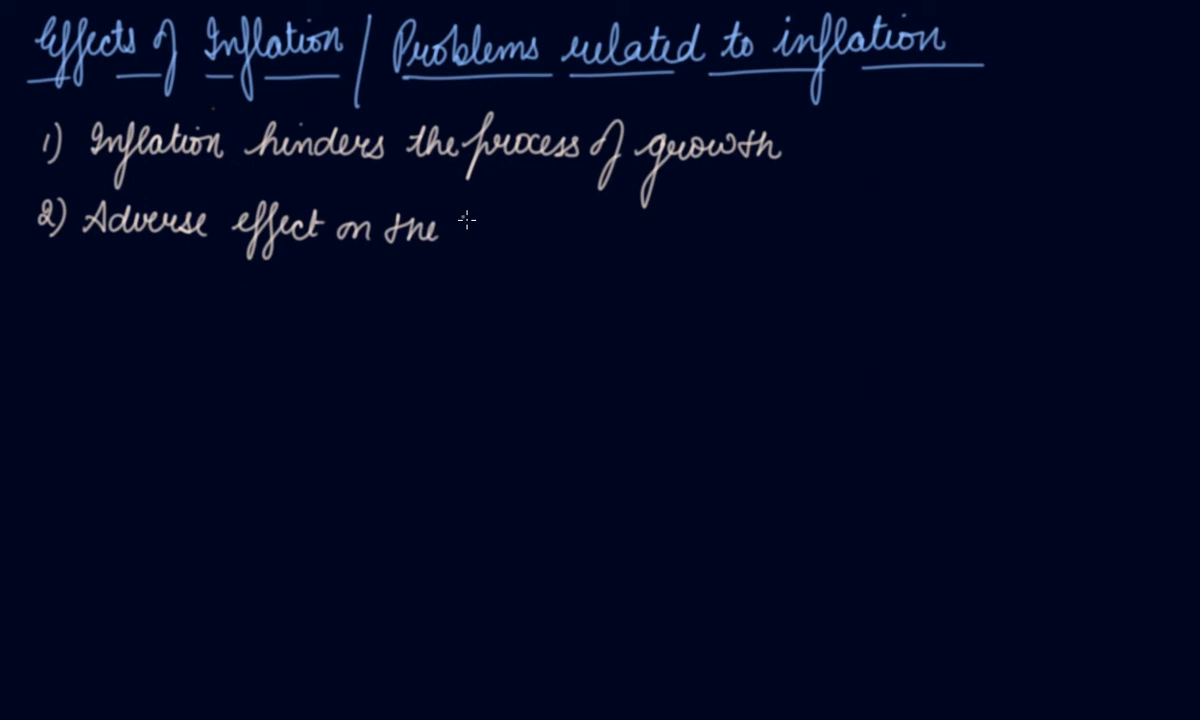 Effects of Inflation / Problems related to inflation
1) Inflation hinders the process of growth
2) Adverse effect on the